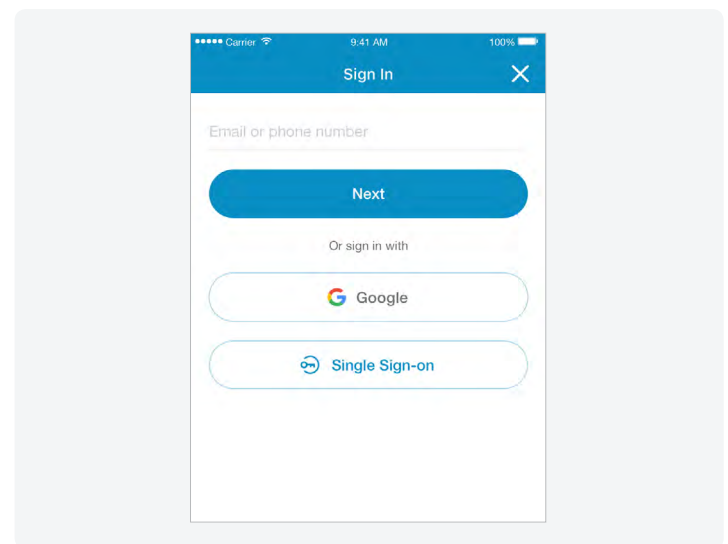 Carrier 9:41 AM 100%
Sign In
Email or phone number
Next
Or sign in with
Google
Single Sign-on